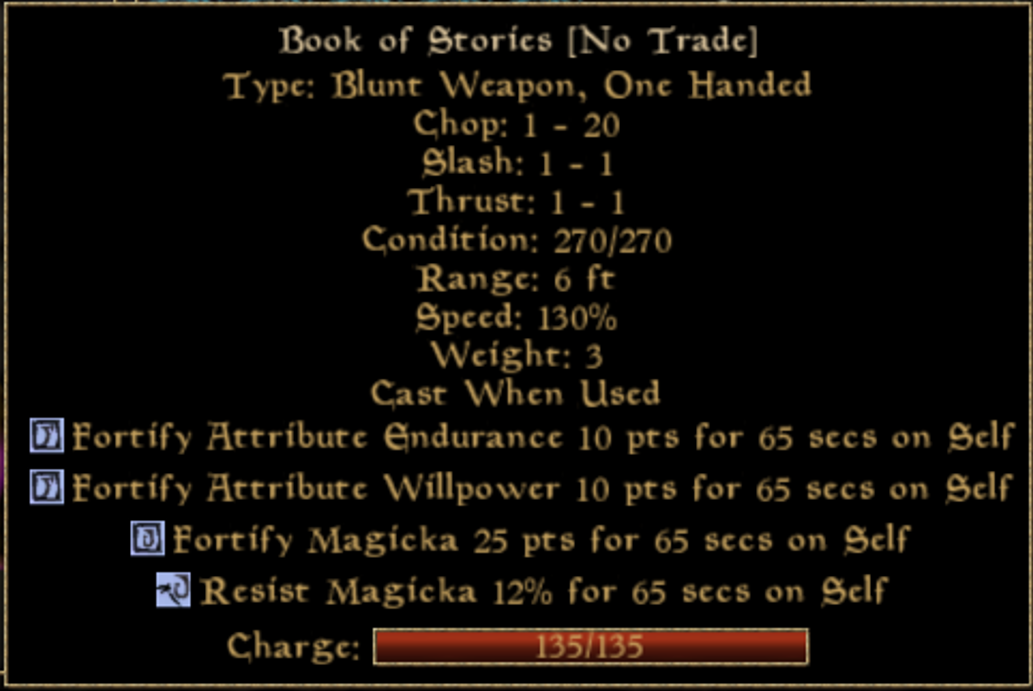 Book of Stories [No Trade]
Type: Blunt Weapon, One Handed
Chop: 1 - 20
Slash: 1 - 1
Thrust: 1 - 1
Condition: 270/270
Range: 6 ft
Speed: 130%
Weight: 3
Cast When Used
Fortify Attribute Endurance 10 pts for 65 secs on Self
Fortify Attribute Willpower 10 pts for 65 secs on Self
Fortify Magicka 25 pts for 65 secs on Self
Resist Magicka 12% for 65 secs on Self
Charge: 135/135